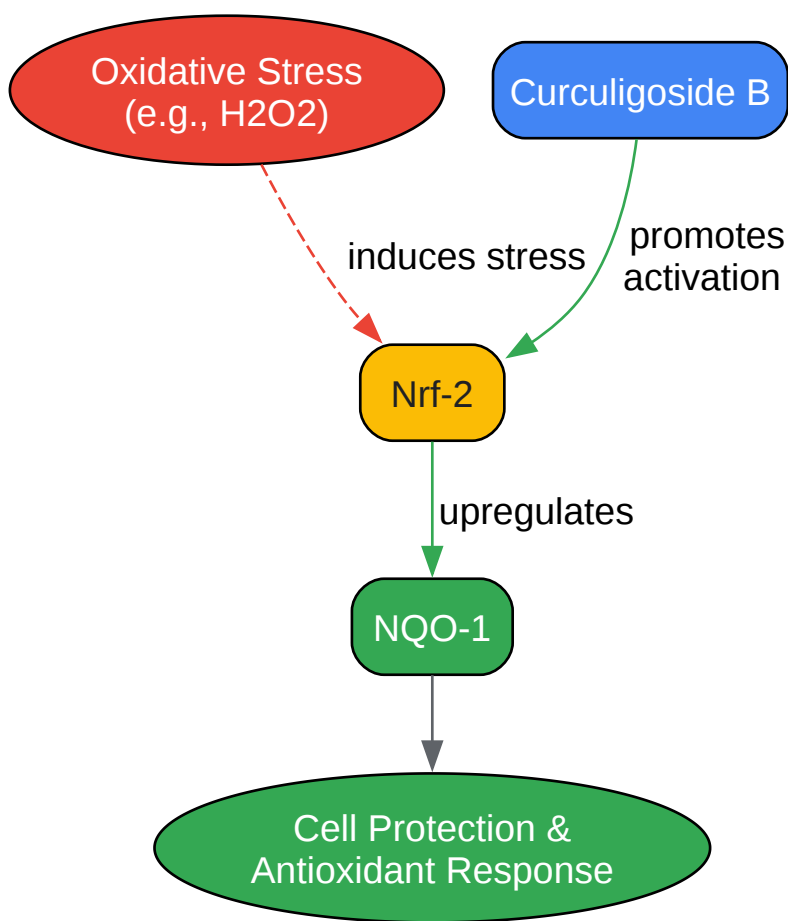 Oxidative Stress
(e.g., H2O2)
Curculigoside B
induces stress
promotes
activation
Nrf-2
upregulates
NQO-1
Cell Protection &
Antioxidant Response